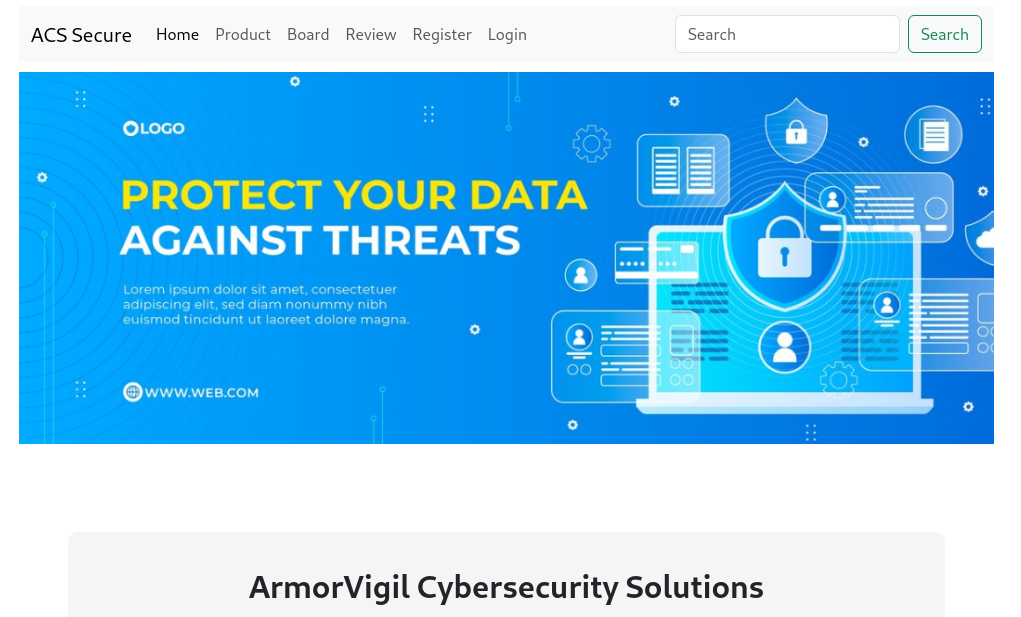 ACS Secure Home Product Board Review Register Login Search Search
LOGO
PROTECT YOUR DATA
AGAINST THREATS
Lorem ipsum dolor sit amet, consectetuer
adipiscing elit, sed diam nonummy nibh
euismod tincidunt ut laoreet dolore magna.
WWW.WEB.COM
ArmorVigil Cybersecurity Solutions